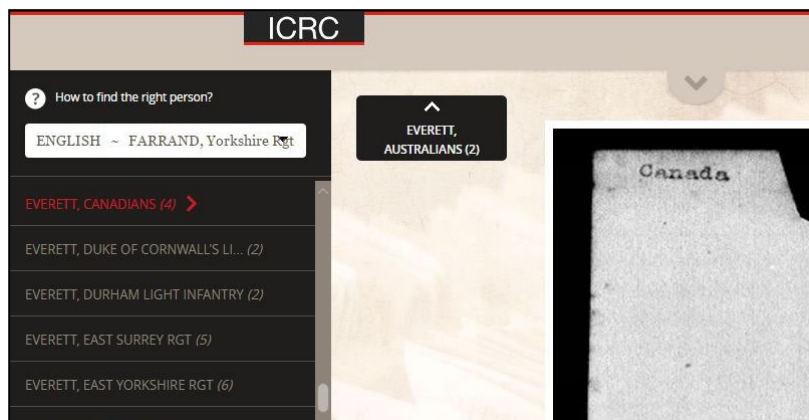 ICRC
? How to find the right person?
ENGLISH ~ FARRAND, Yorkshire Rgt
EVERETT, CANADIANS (4)
EVERETT, DUKE OF CORNWALL'S LI... (2)
EVERETT, DURHAM LIGHT INFANTRY (2)
EVERETT, EAST SURREY RGT (5)
EVERETT, EAST YORKSHIRE RGT (6)
EVERETT,
AUSTRALIANS (2)
Canada